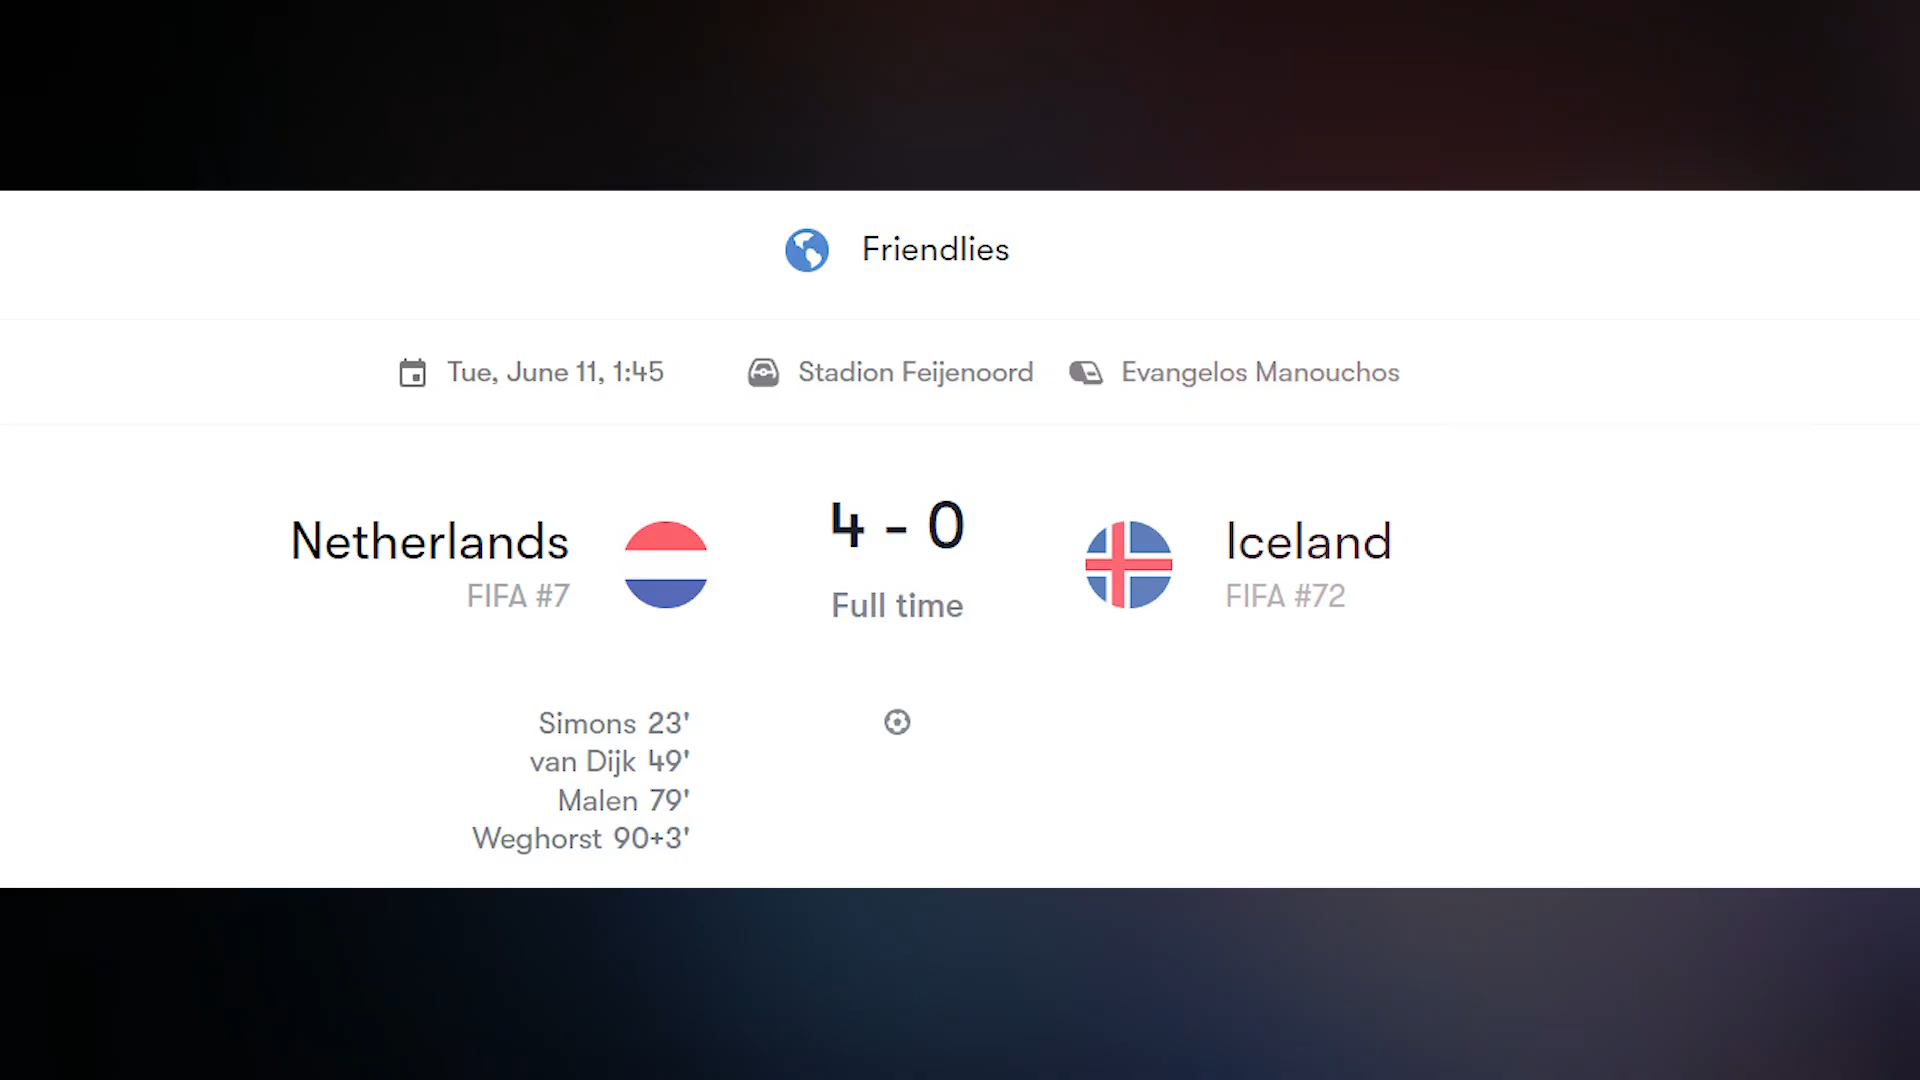 Friendlies
Tue, June 11, 1:45 Stadion Feijenoord Evangelos Manouchos
Netherlands 4 - 0 Iceland
FIFA #7 Full time FIFA #72
Simons 23'
van Dijk 49'
Malen 79'
Weghorst 90+3'